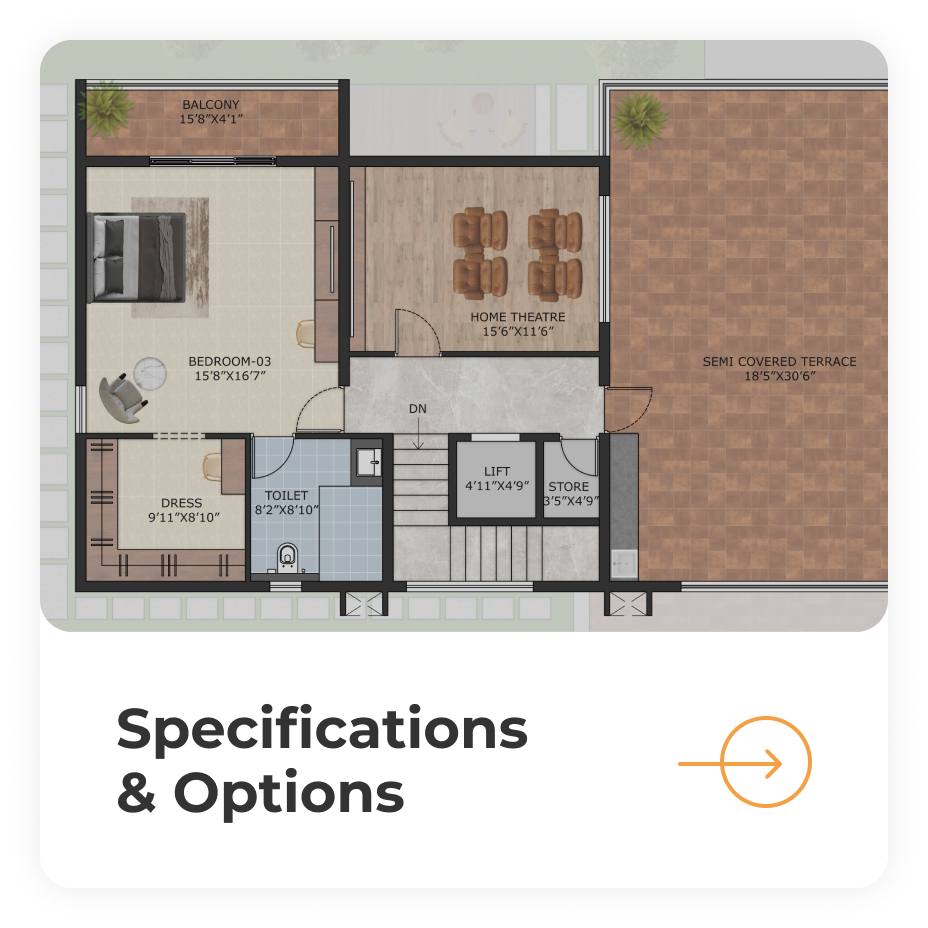 BALCONY
15’8”X4’1”
HOME THEATRE
15’6”X11’6”
BEDROOM-03
15’8”X16’7”
SEMI COVERED TERRACE
18’5”X30’6”
DN
LIFT
4’11”X4’9”
STORE
3’5”X4’9”
DRESS
9’11”X8’10”
TOILET
8’2”X8’10”
Specifications
& Options